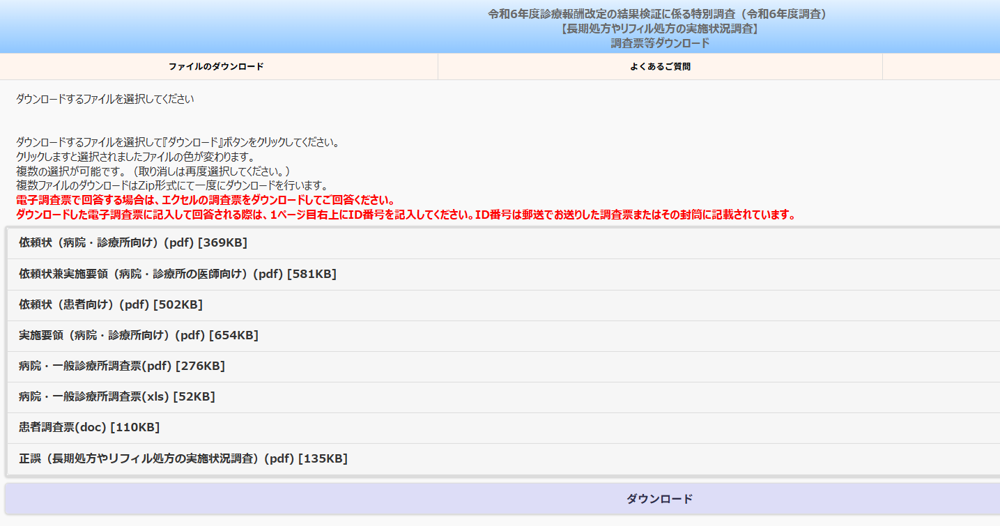 令和6年度診療報酬改定の結果検証に係る特別調査（令和6年度調査）
【長期処方やリフィル処方の実施状況調査】
調査票等ダウンロード
ファイルのダウンロード
よくあるご質問
ダウンロードするファイルを選択してください
ダウンロードするファイルを選択して『ダウンロード』ボタンをクリックしてください。
クリックしますと選択されましたファイルの色が変わります。
複数の選択が可能です。（取り消しは再度選択してください。）
複数ファイルのダウンロードはZip形式にて一度にダウンロードを行います。
電子調査票で回答する場合は、エクセルの調査票をダウンロードしてご回答ください。
ダウンロードした電子調査票に記入して回答される際は、1ページ目右上にID番号を記入してください。ID番号は郵送でお送りした調査票またはその封筒に記載されています。
依頼状（病院・診療所向け）(pdf) [369KB]
依頼状兼実施要領（病院・診療所の医師向け）(pdf) [581KB]
依頼状（患者向け）(pdf) [502KB]
実施要領（病院・診療所向け）(pdf) [654KB]
病院・一般診療所調査票(pdf) [276KB]
病院・一般診療所調査票(xls) [52KB]
患者調査票(doc) [110KB]
正誤（長期処方やリフィル処方の実施状況調査）(pdf) [135KB]
ダウンロード